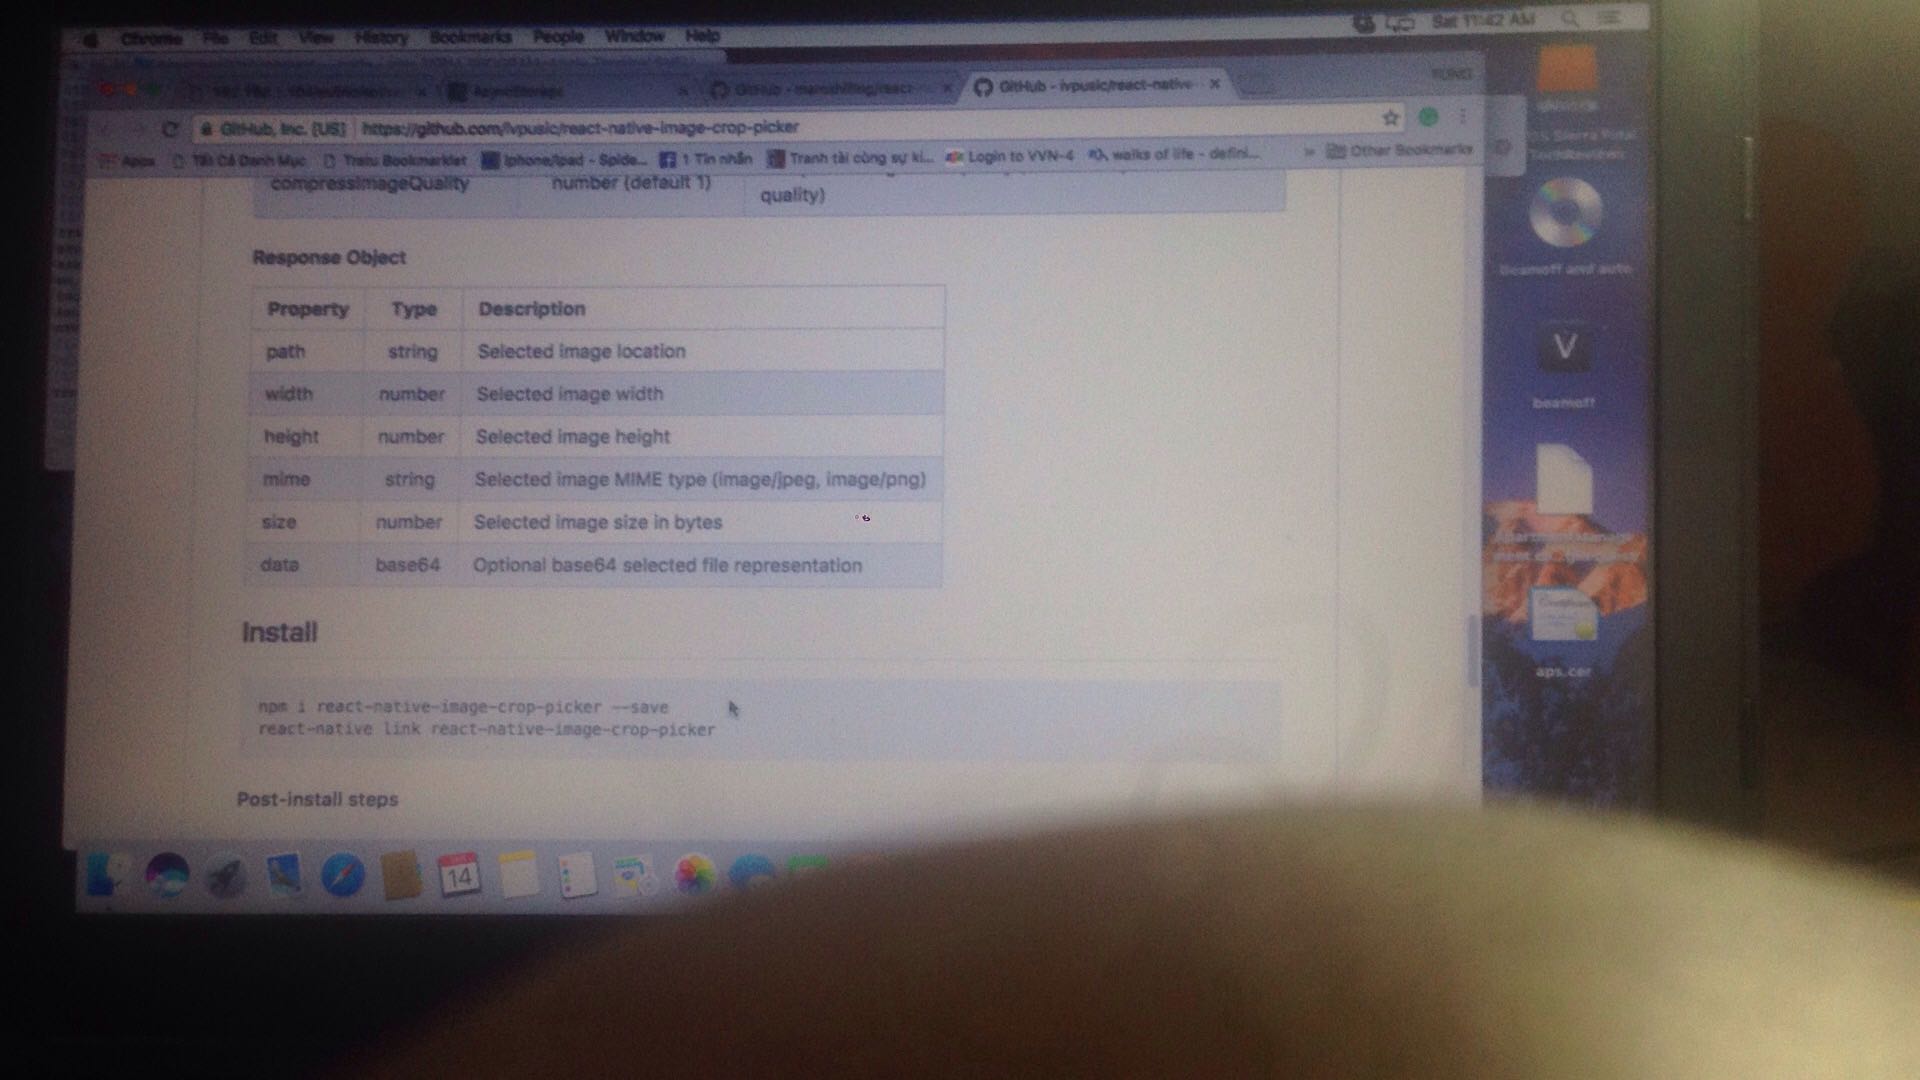 Chrome File Edit View History Bookmarks People Window Help
Sat 11:42 AM
GitHub - ivpusic/react-native
GitHub, Inc. [US] https://github.com/ivpusic/react-native-image-crop-picker
Apps Tất Cả Danh Mục Traiu Bookmarklet Iphone/Ipad - Spide... 1 Tin nhắn Tranh tài cùng sự ki... Login to VVN-4 walks of life - defini... » Other Bookmarks
compressImageQuality number (default 1) quality)
Response Object
Property Type Description
path string Selected image location
width number Selected image width
height number Selected image height
mime string Selected image MIME type (image/jpeg, image/png)
size number Selected image size in bytes
data base64 Optional base64 selected file representation
Install
npm i react-native-image-crop-picker --save
react-native link react-native-image-crop-picker
Post-install steps
14
Beamoff and auto
V
beamoff
aps.cer